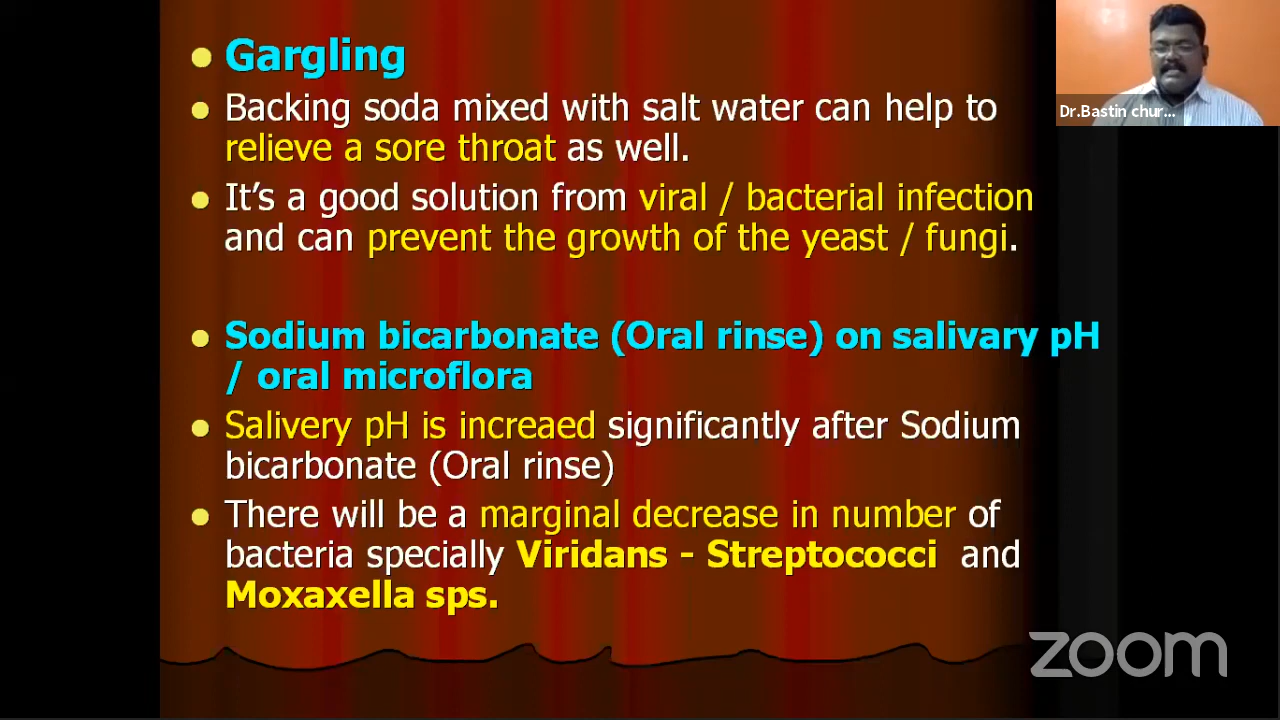 Gargling
Backing soda mixed with salt water can help to
relieve a sore throat as well.
It's a good solution from viral / bacterial infection
and can prevent the growth of the yeast / fungi.
Sodium bicarbonate (Oral rinse) on salivary pH
/ oral microflora
Salivery pH is increaed significantly after Sodium
bicarbonate (Oral rinse)
There will be a marginal decrease in number of
bacteria specially Viridans - Streptococci and
Moxaxella sps.
Dr.Bastin chur...
zoom